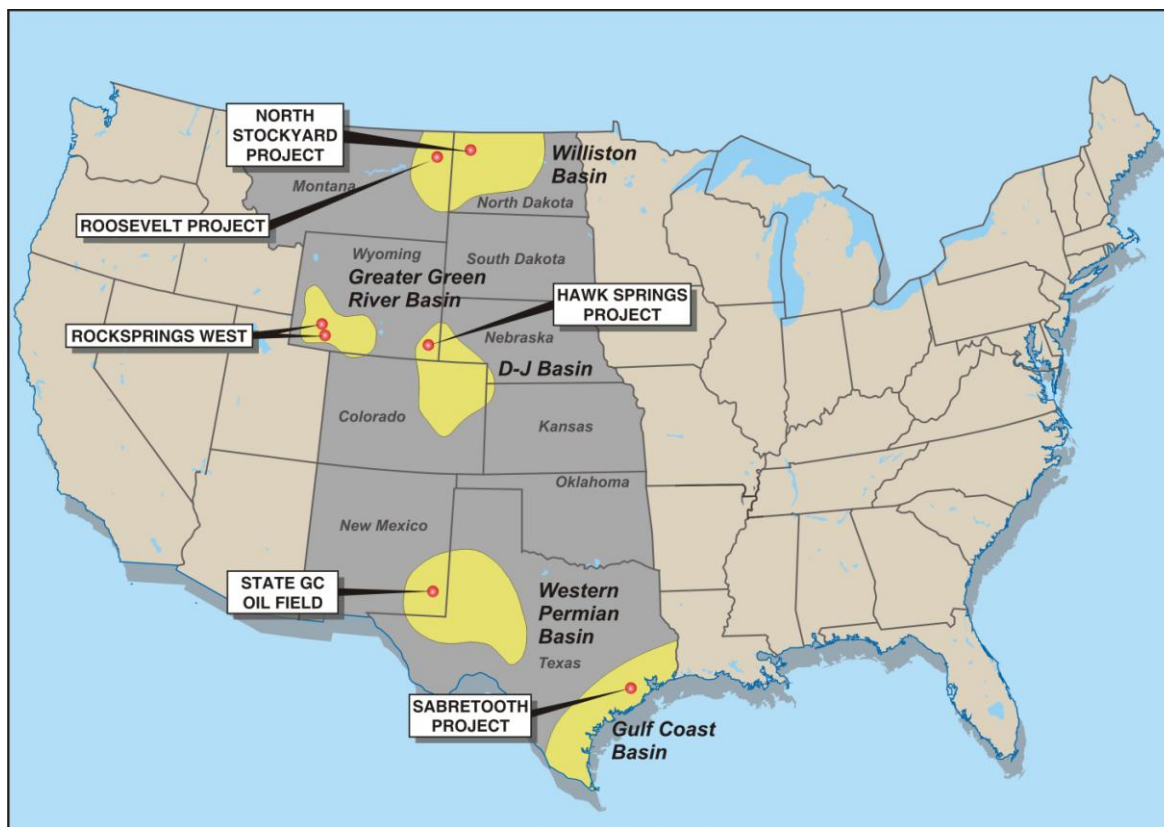 NORTH
STOCKYARD
PROJECT
Williston
Basin
Montana
North Dakota
ROOSEVELT PROJECT
Wyoming
South Dakota
Greater Green
River Basin
HAWK SPRINGS
PROJECT
ROCKSPRINGS WEST
Nebraska
D-J Basin
Colorado
Kansas
Oklahoma
New Mexico
STATE GC
OIL FIELD
Western
Permian
Basin
Texas
SABRETOOTH
PROJECT
Gulf Coast
Basin